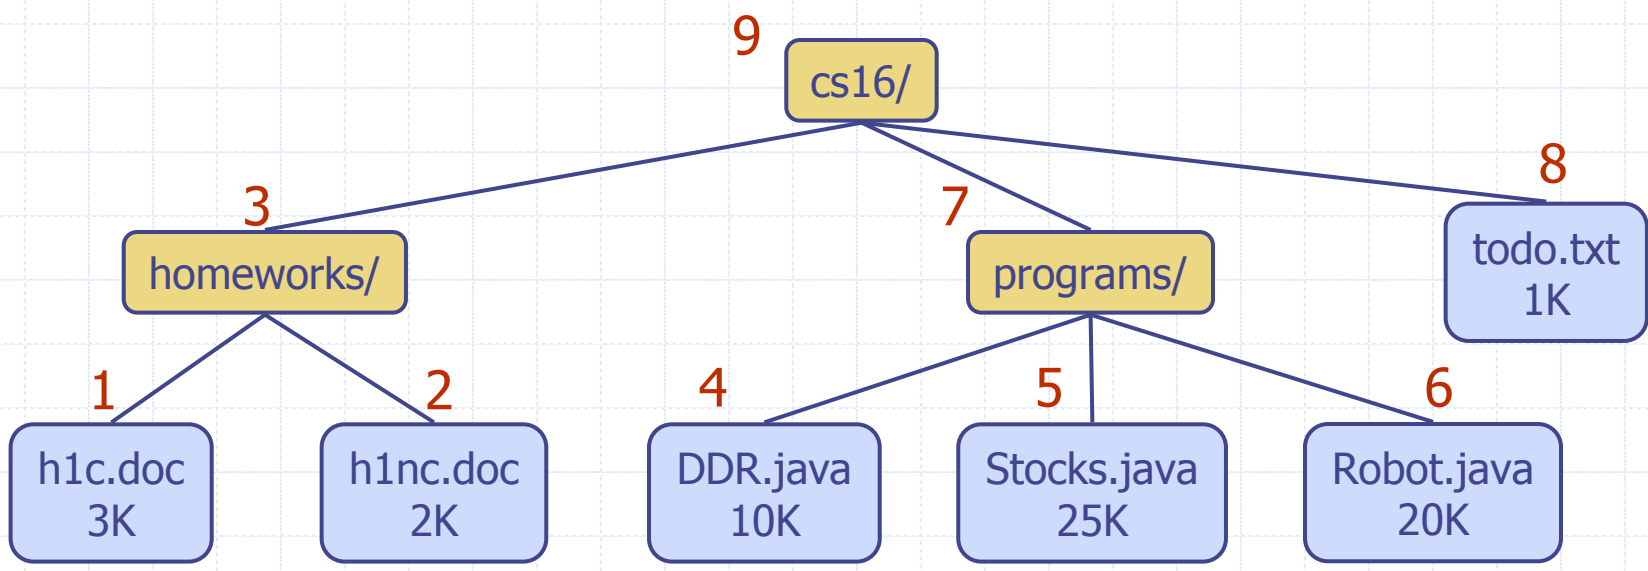 9
cs16/
8
3
7
homeworks/
programs/
todo.txt
1K
1
2
4
5
6
h1c.doc
3K
h1nc.doc
2K
DDR.java
10K
Stocks.java
25K
Robot.java
20K